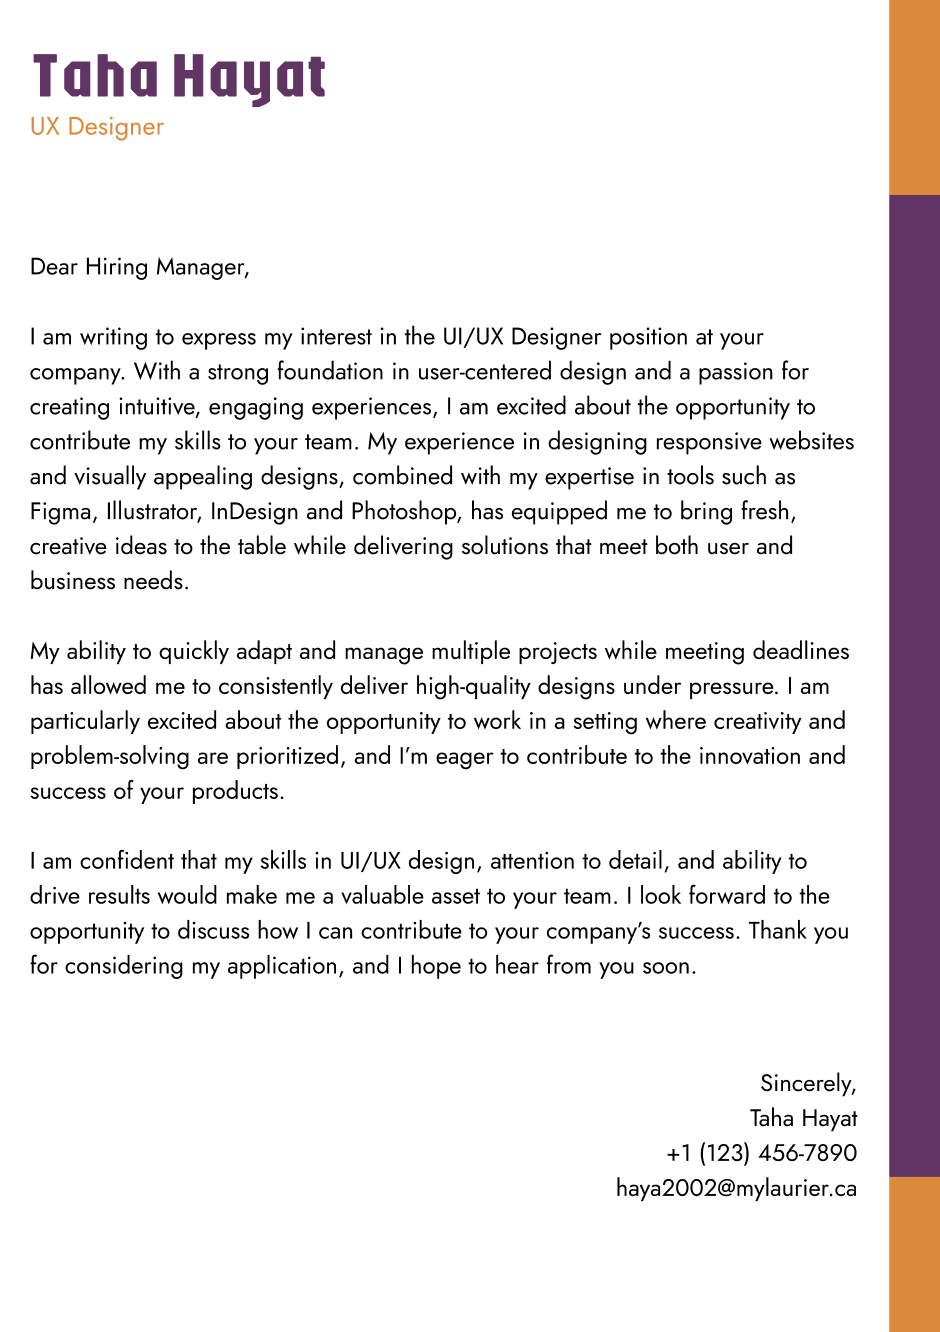 Taha Hayat
UX Designer
Dear Hiring Manager,
I am writing to express my interest in the UI/UX Designer position at your
company. With a strong foundation in user-centered design and a passion for
creating intuitive, engaging experiences, I am excited about the opportunity to
contribute my skills to your team. My experience in designing responsive websites
and visually appealing designs, combined with my expertise in tools such as
Figma, Illustrator, InDesign and Photoshop, has equipped me to bring fresh,
creative ideas to the table while delivering solutions that meet both user and
business needs.
My ability to quickly adapt and manage multiple projects while meeting deadlines
has allowed me to consistently deliver high-quality designs under pressure. I am
particularly excited about the opportunity to work in a setting where creativity and
problem-solving are prioritized, and I’m eager to contribute to the innovation and
success of your products.
I am confident that my skills in UI/UX design, attention to detail, and ability to
drive results would make me a valuable asset to your team. I look forward to the
opportunity to discuss how I can contribute to your company’s success. Thank you
for considering my application, and I hope to hear from you soon.
Sincerely,
Taha Hayat
+1 (123) 456-7890
haya2002@mylaurier.ca